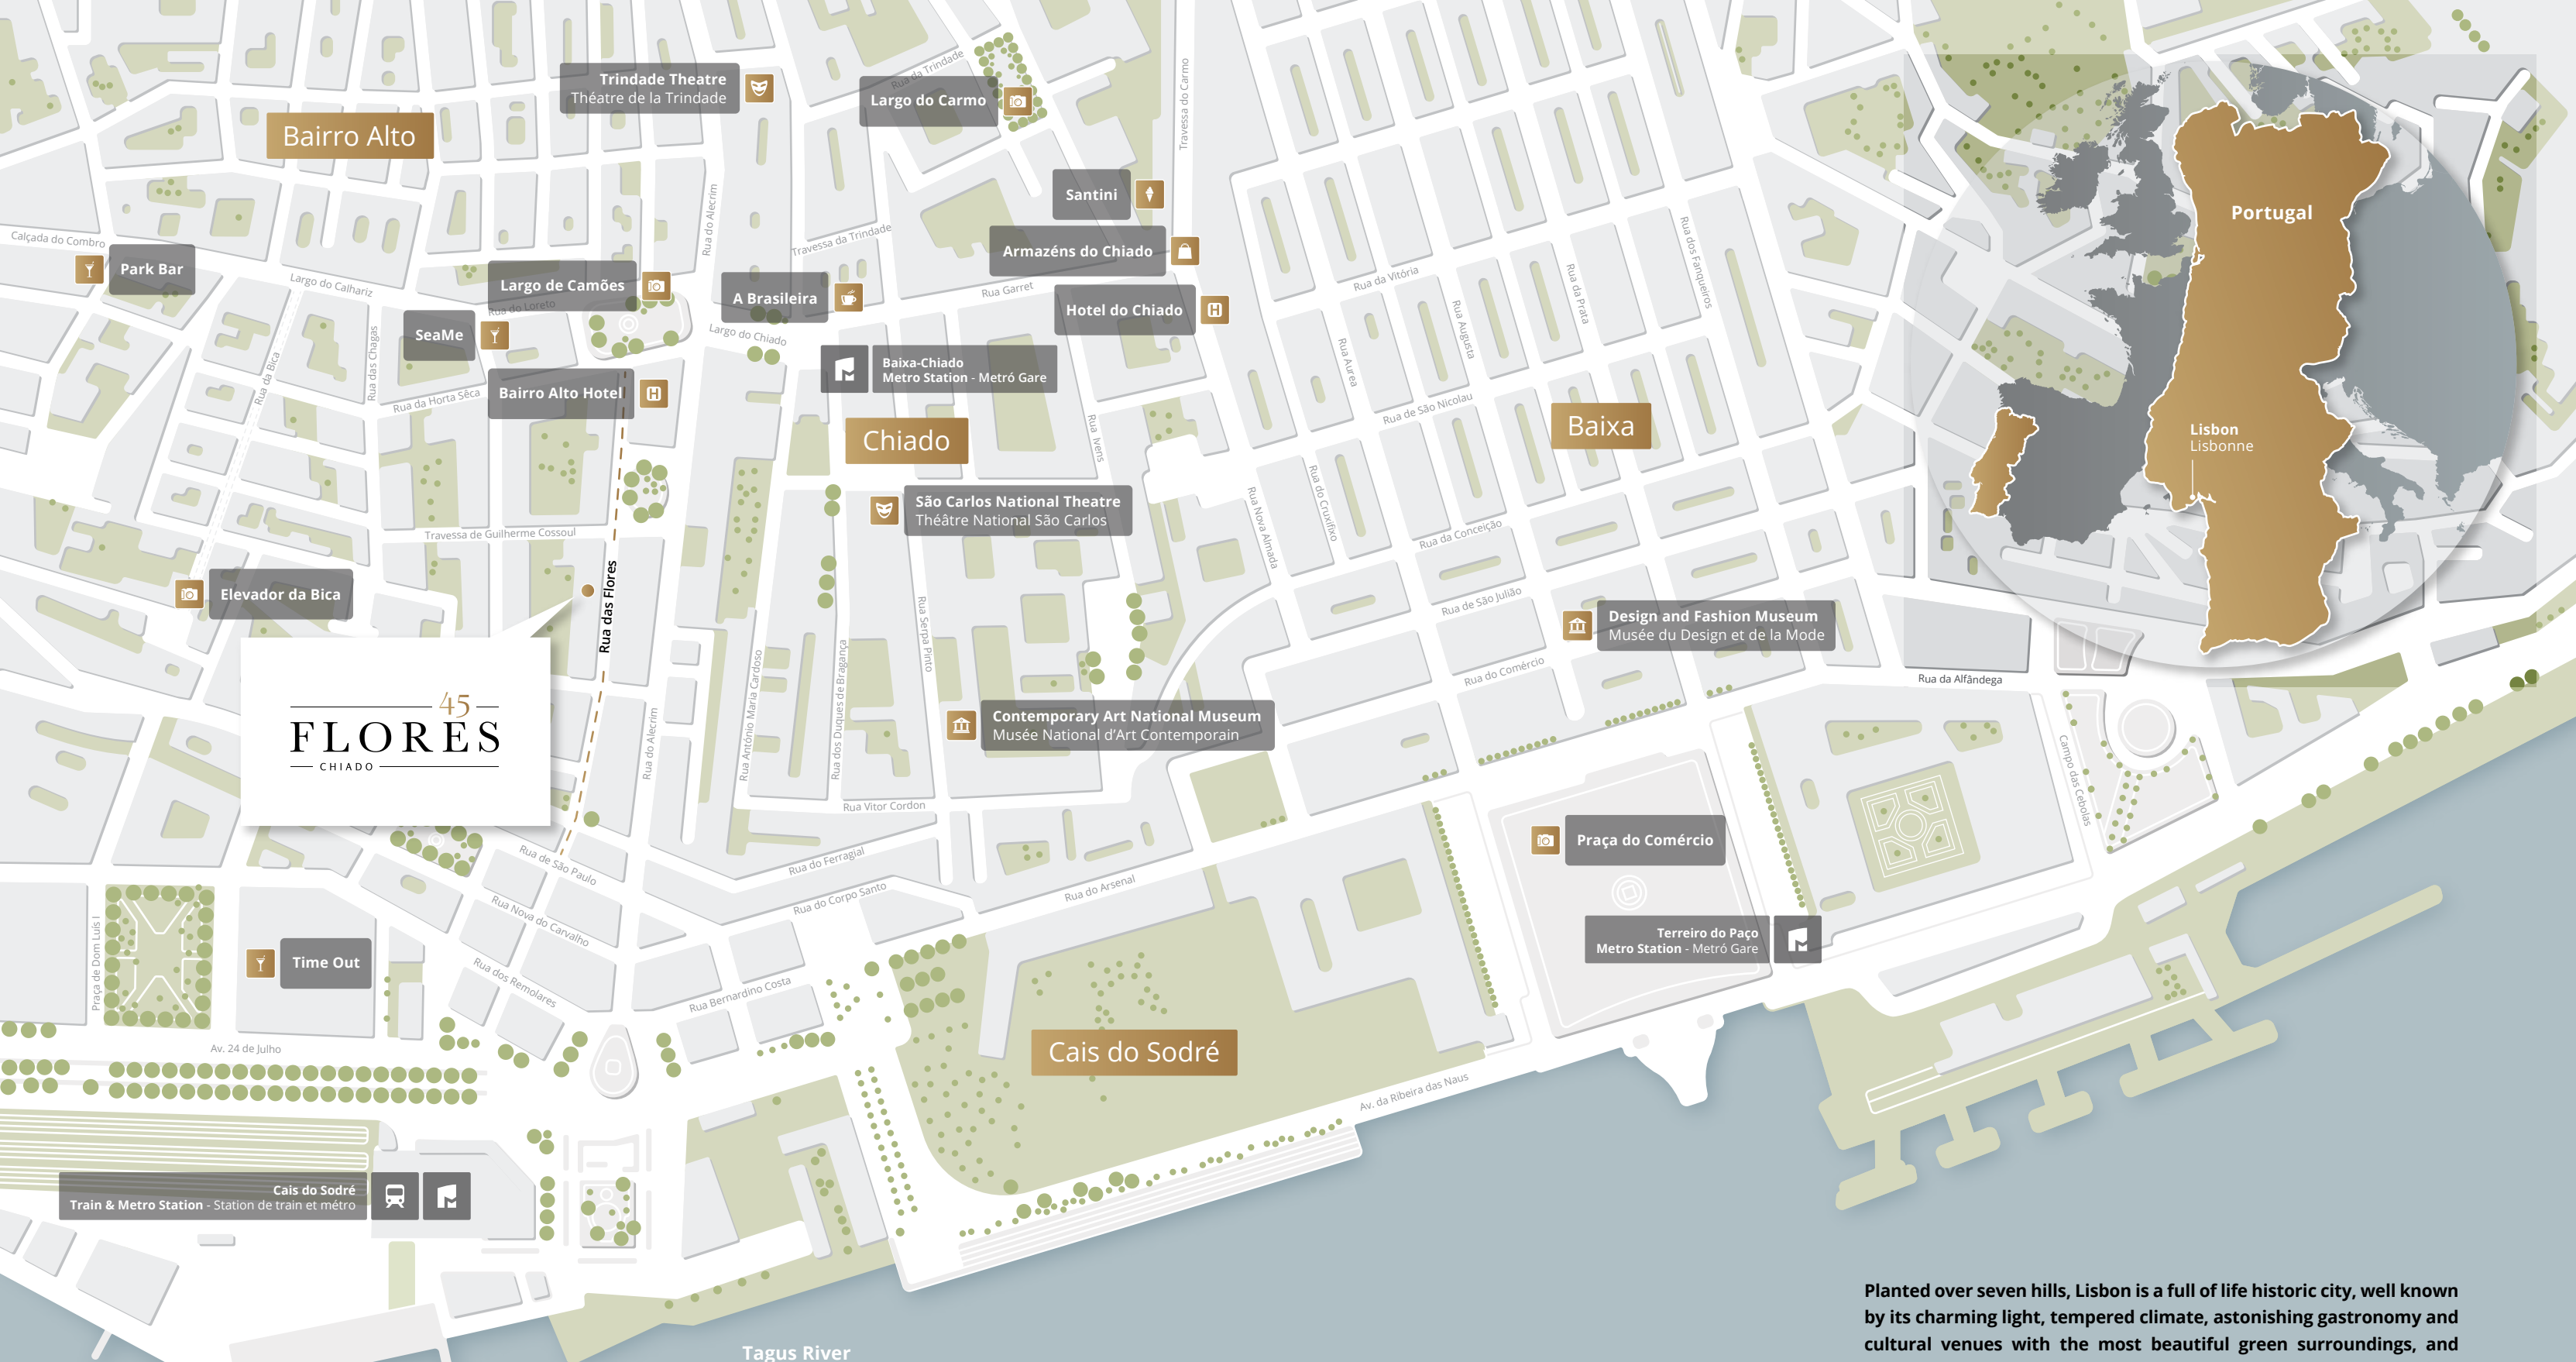 Trindade Theatre
Théatre de la Trindade
Rua da Trindade
Largo do Carmo
Travessa do Carmo
Bairro Alto
Portugal
Santini
Rua do Alecrim
Calçada do Combro
Park Bar
Travessa da Trindade
Armazéns do Chiado
Rua da Vitória
Rua da Prata
Rua dos Fanqueiros
Largo do Calhariz
Largo de Camões
Rua do Loreto
A Brasileira
Rua Garret
Hotel do Chiado
SeaMe
Largo do Chiado
Rua Augusta
Rua Aurea
Rua da Bica
Rua das Chagas
Baixa-Chiado
Metro Station - Metró Gare
Rua da Horta Sêca
Bairro Alto Hotel
Rua de São Nicolau
Baixa
Chiado
Rua Ivens
Lisbon
Lisbonne
São Carlos National Theatre
Théâtre National São Carlos
Rua do Cruxifixo
Rua Nova Almada
Travessa de Guilherme Cossoul
Rua da Conceição
Elevador da Bica
Rua das Flores
Rua Serpa Pinto
Rua de São Julião
Design and Fashion Museum
Musée du Design et de la Mode
Rua do Comércio
Rua da Alfândega
45
FLORES
CHIADO
Rua do Alecrim
Rua António Maria Cardoso
Rua dos Duques de Bragança
Contemporary Art National Museum
Musée National d'Art Contemporain
Campo das Cebolas
Rua Vitor Cordon
Praça do Comércio
Rua de São Paulo
Rua do Ferragial
Rua do Corpo Santo
Rua do Arsenal
Rua Nova do Carvalho
Praça de Dom Luis I
Time Out
Rua dos Remolares
Terreiro do Paço
Metro Station - Metró Gare
Rua Bernardino Costa
Av. 24 de Julho
Cais do Sodré
Av. da Ribeira das Naus
Cais do Sodré
Train & Metro Station - Station de train et métro
Tagus River
Planted over seven hills, Lisbon is a full of life historic city, well known
by its charming light, tempered climate, astonishing gastronomy and
cultural venues with the most beautiful green surroundings, and